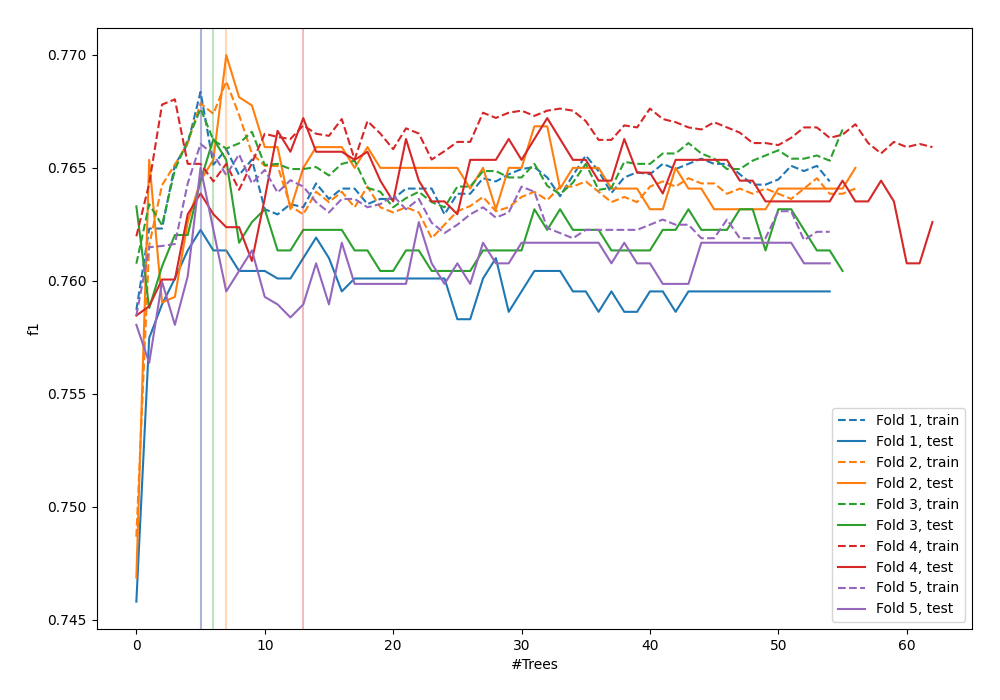 0.770
0.765
0.760
0.755
0.750
0.745
f1
0 10 20 30 40 50 60
#Trees
Fold 1, train
Fold 1, test
Fold 2, train
Fold 2, test
Fold 3, train
Fold 3, test
Fold 4, train
Fold 4, test
Fold 5, train
Fold 5, test